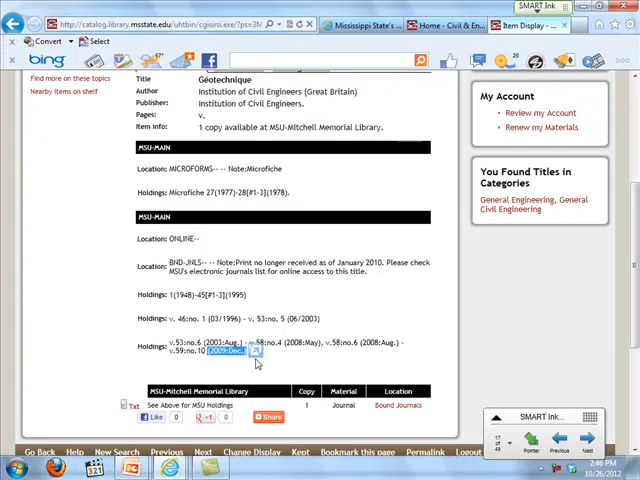 SMART Ink
http://catalog.library.msstate.edu/uhtbin/cgisirsi.exe/?ps=3M
Mississippi State's ...
Home - Civil & En...
Item Display - ...
Convert
Select
bing
67°
20
Find more on these topics
Nearby items on shelf
Title Géotechnique
Author Institution of Civil Engineers (Great Britain)
Publisher: Institution of Civil Engineers.
Pages: v.
Item info: 1 copy available at MSU-Mitchell Memorial Library.
MSU-MAIN
Location: MICROFORMS-- -- Note:Microfiche
Holdings: Microfiche 27(1977)-28[#1-3](1978).
MSU-MAIN
Location: ONLINE--
Location: BND-JNLS-- -- Note:Print no longer received as of January 2010. Please check
MSU's electronic journals list for online access to this title.
Holdings: 1(1948)-45[#1-3](1995)
Holdings: v. 46:no. 1 (03/1996) - v. 53:no. 5 (06/2003)
Holdings: v.53:no.6 (2003:Aug.) - v.58:no.4 (2008:May), v.58:no.6 (2008:Aug.) -
v.59:no.10 (2009:Dec.)
MSU-Mitchell Memorial Library Copy Material Location
Txt See Above for MSU Holdings 1 Journal Bound Journals
Like 0 +1 0 Share
My Account
Review my Account
Renew my Materials
You Found Titles in
Categories
General Engineering, General
Civil Engineering
SMART Ink...
17
of
49
Pointer Previous Next
Go Back Help New Search Previous Next Change Display Kept Bookmark this page Permalink Logout
2:46 PM
10/26/2012